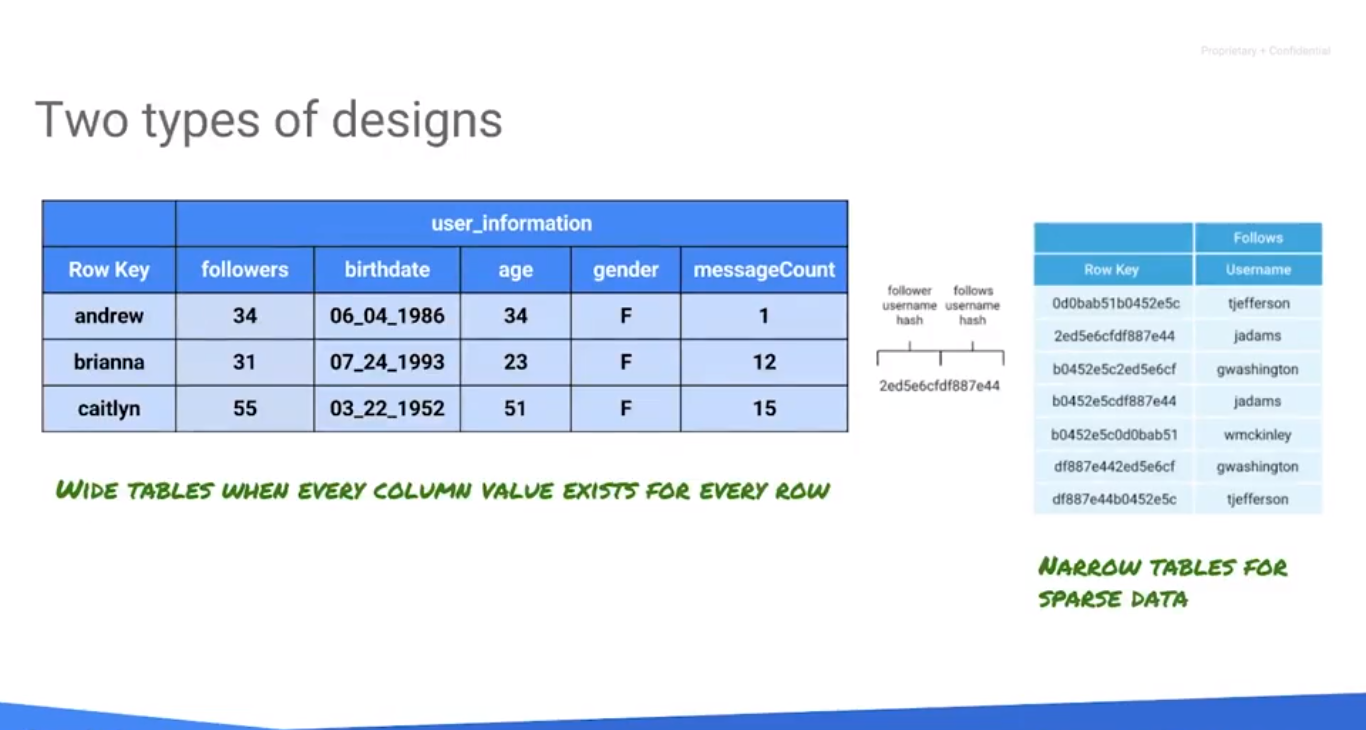 Proprietary + Confidential
Two types of designs
user_information
Row Key followers birthdate age gender messageCount
andrew 34 06_04_1986 34 F 1
brianna 31 07_24_1993 23 F 12
caitlyn 55 03_22_1952 51 F 15
WIDE TABLES WHEN EVERY COLUMN VALUE EXISTS FOR EVERY ROW
follower follows
username username
hash hash
2ed5e6cfdf887e44
Follows
Row Key Username
0d0bab51b0452e5c tjefferson
2ed5e6cfdf887e44 jadams
b0452e5c2ed5e6cf gwashington
b0452e5cdf887e44 jadams
b0452e5c0d0bab51 wmckinley
df887e442ed5e6cf gwashington
df887e44b0452e5c tjefferson
NARROW TABLES FOR
SPARSE DATA